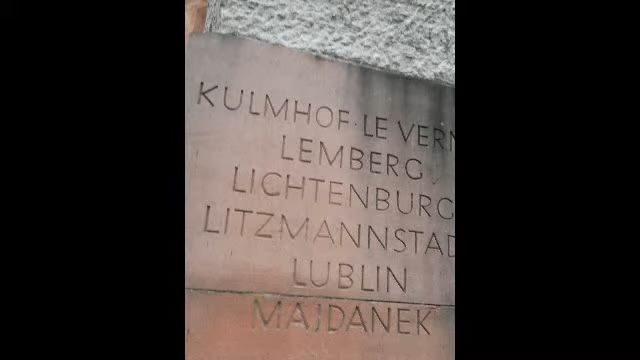 KULMHOF · LE VERN
LEMBERG
LICHTENBURG
LITZMANNSTAD
LUBLIN
MAJDANEK